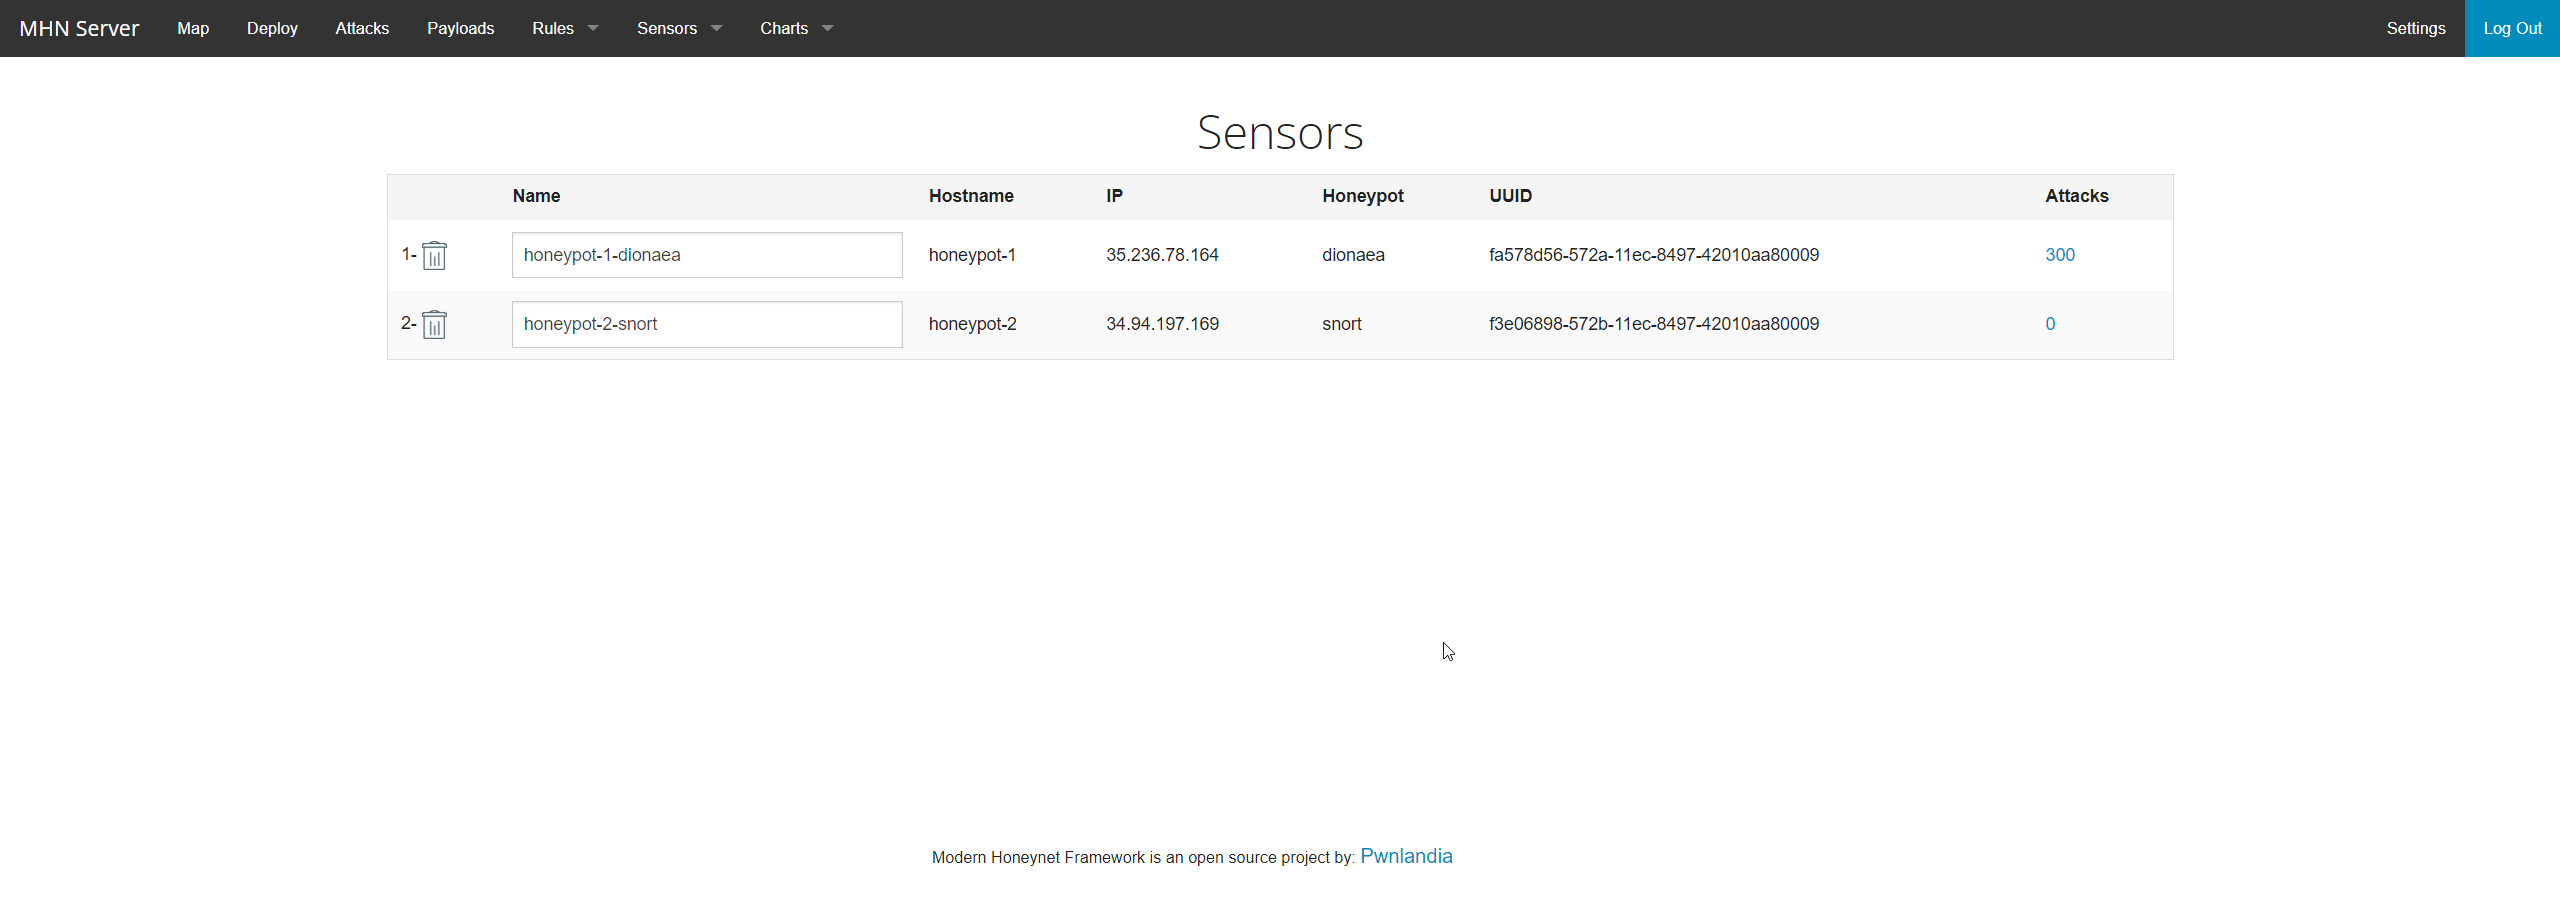 MHN Server Map Deploy Attacks Payloads Rules Sensors Charts Settings Log Out
Sensors
Name Hostname IP Honeypot UUID Attacks
1- honeypot-1-dionaea honeypot-1 35.236.78.164 dionaea fa578d56-572a-11ec-8497-42010aa80009 300
2- honeypot-2-snort honeypot-2 34.94.197.169 snort f3e06898-572b-11ec-8497-42010aa80009 0
Modern Honeynet Framework is an open source project by: Pwnlandia